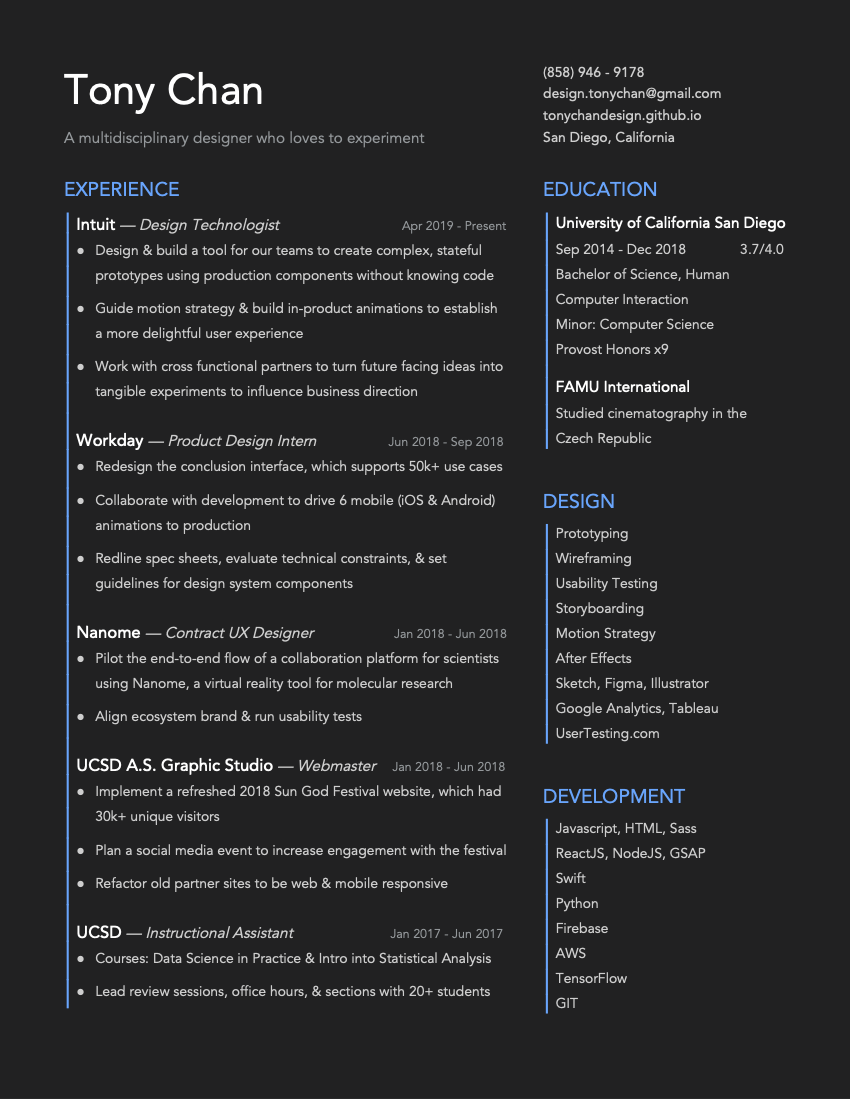 Tony Chan
A multidisciplinary designer who loves to experiment
(858) 946 - 9178
design.tonychan@gmail.com
tonychandesign.github.io
San Diego, California
EXPERIENCE
Intuit — Design Technologist Apr 2019 - Present
● Design & build a tool for our teams to create complex, stateful
prototypes using production components without knowing code
● Guide motion strategy & build in-product animations to establish
a more delightful user experience
● Work with cross functional partners to turn future facing ideas into
tangible experiments to influence business direction
Workday — Product Design Intern Jun 2018 - Sep 2018
● Redesign the conclusion interface, which supports 50k+ use cases
● Collaborate with development to drive 6 mobile (iOS & Android)
animations to production
● Redline spec sheets, evaluate technical constraints, & set
guidelines for design system components
Nanome — Contract UX Designer Jan 2018 - Jun 2018
● Pilot the end-to-end flow of a collaboration platform for scientists
using Nanome, a virtual reality tool for molecular research
● Align ecosystem brand & run usability tests
UCSD A.S. Graphic Studio — Webmaster Jan 2018 - Jun 2018
● Implement a refreshed 2018 Sun God Festival website, which had
30k+ unique visitors
● Plan a social media event to increase engagement with the festival
● Refactor old partner sites to be web & mobile responsive
UCSD — Instructional Assistant Jan 2017 - Jun 2017
● Courses: Data Science in Practice & Intro into Statistical Analysis
● Lead review sessions, office hours, & sections with 20+ students
EDUCATION
University of California San Diego
Sep 2014 - Dec 2018 3.7/4.0
Bachelor of Science, Human
Computer Interaction
Minor: Computer Science
Provost Honors x9
FAMU International
Studied cinematography in the
Czech Republic
DESIGN
Prototyping
Wireframing
Usability Testing
Storyboarding
Motion Strategy
After Effects
Sketch, Figma, Illustrator
Google Analytics, Tableau
UserTesting.com
DEVELOPMENT
Javascript, HTML, Sass
ReactJS, NodeJS, GSAP
Swift
Python
Firebase
AWS
TensorFlow
GIT